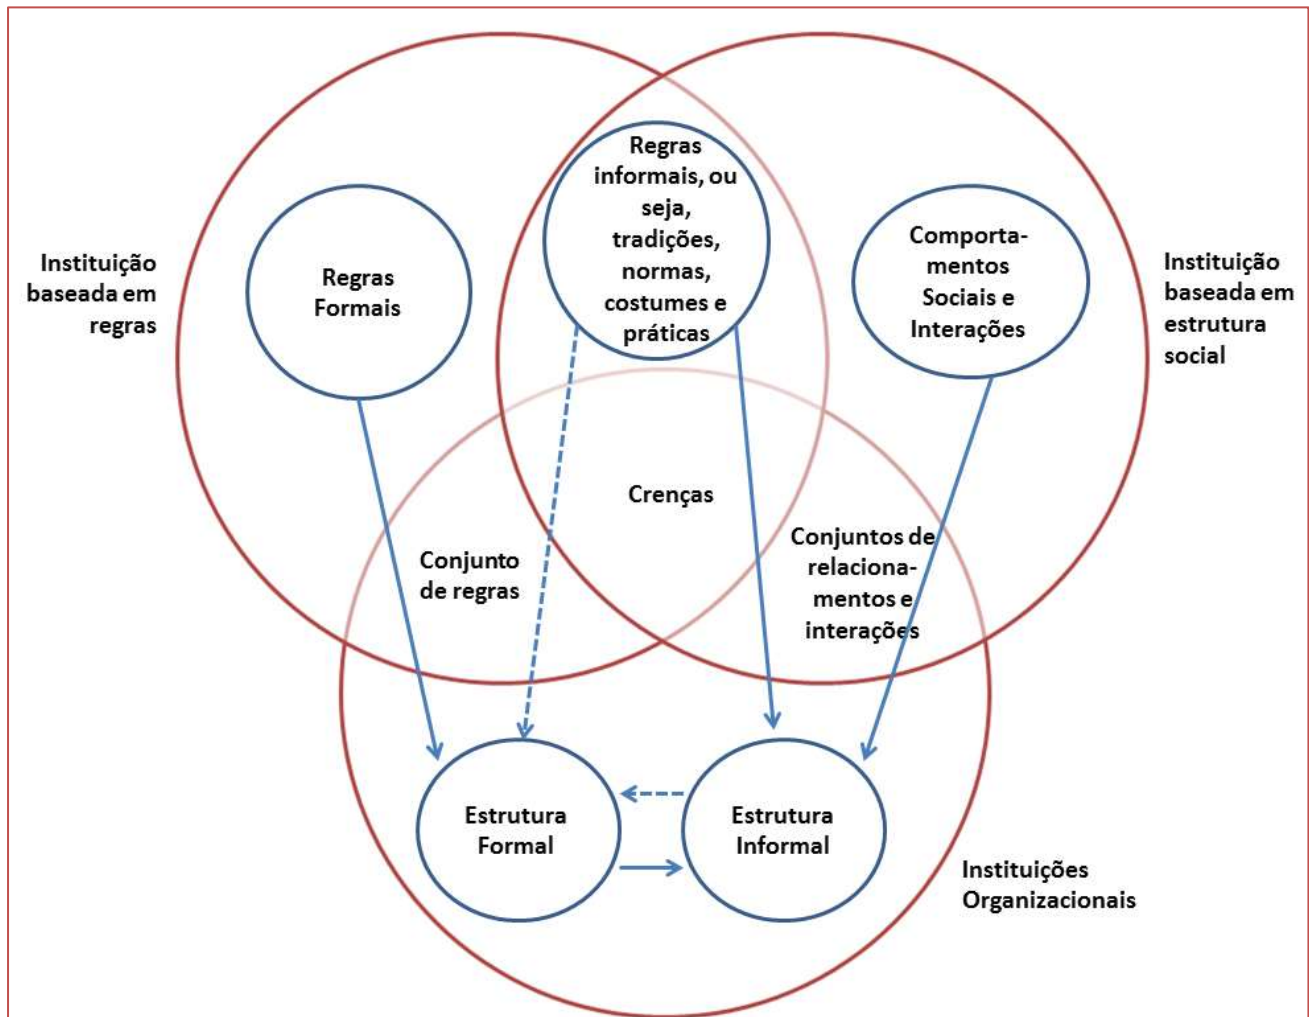 Regras
informais, ou
seja,
tradições,
normas,
costumes e
práticas
Instituição
baseada em
regras
Regras
Formais
Comporta-
mentos
Sociais e
Interações
Instituição
baseada em
estrutura
social
Crenças
Conjunto
de regras
Conjuntos de
relaciona-
mentos e
interações
Estrutura
Formal
Estrutura
Informal
Instituições
Organizacionais